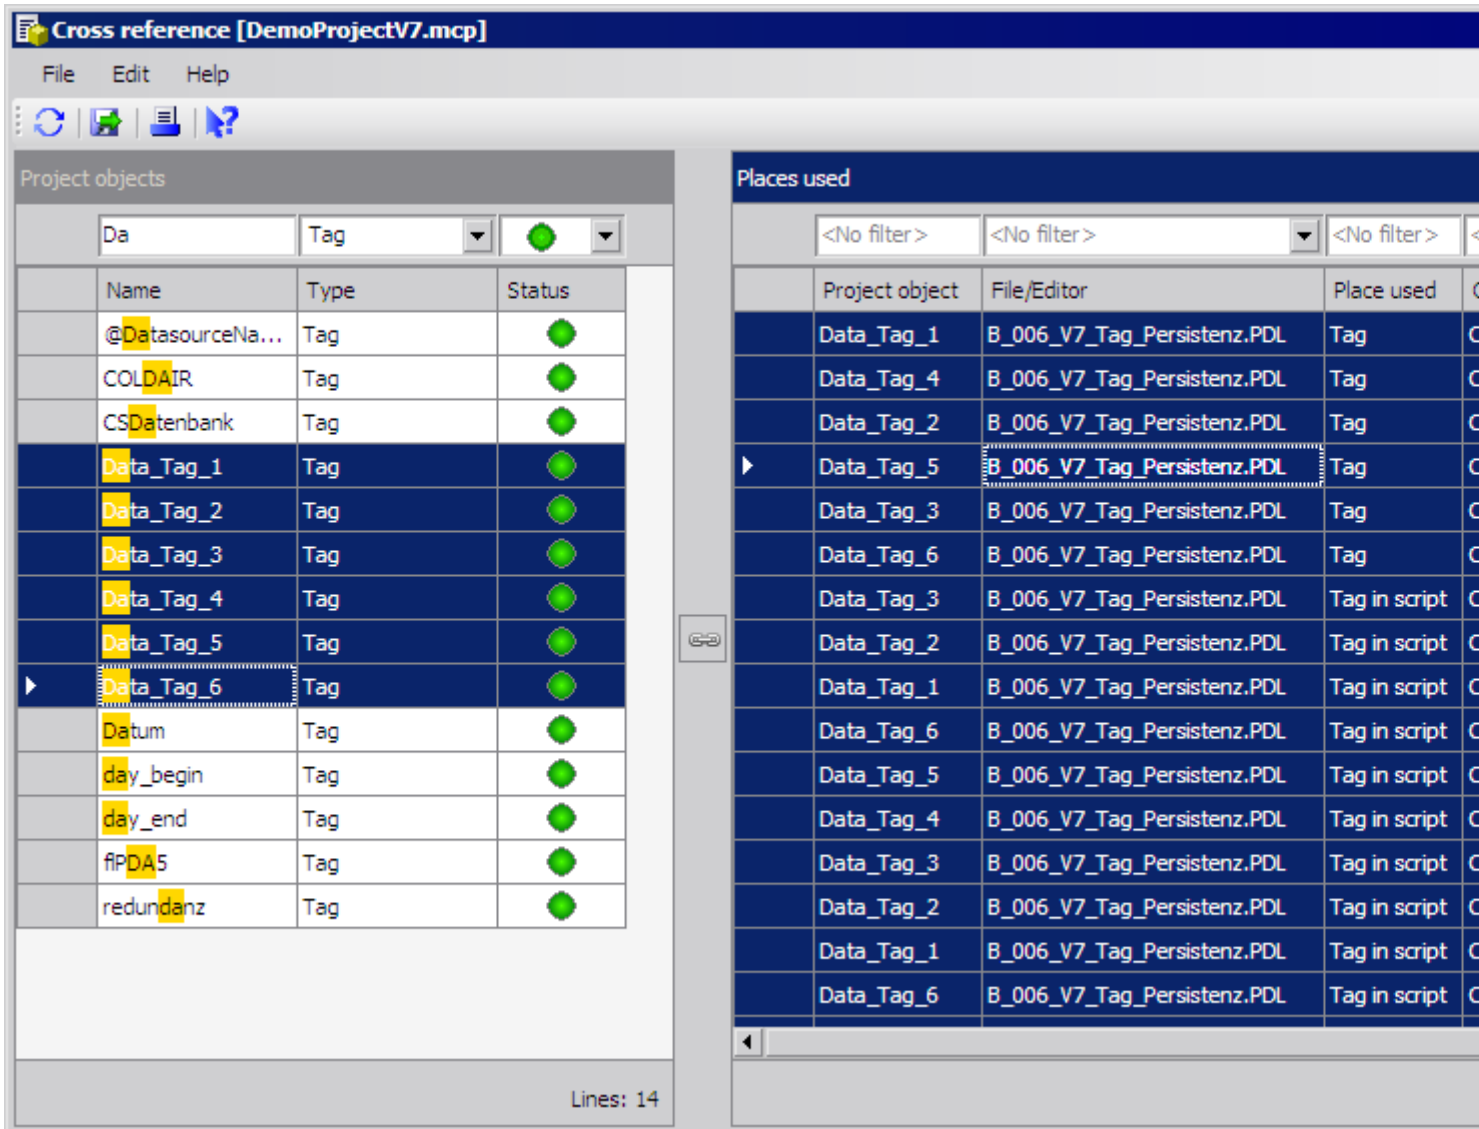 Cross reference [DemoProjectV7.mcp]
File Edit Help
Project objects
Da Tag
Name Type Status
@DatasourceNa... Tag
COLDAIR Tag
CSDatenbank Tag
Data_Tag_1 Tag
Data_Tag_2 Tag
Data_Tag_3 Tag
Data_Tag_4 Tag
Data_Tag_5 Tag
Data_Tag_6 Tag
Datum Tag
day_begin Tag
day_end Tag
flPDA5 Tag
redundanz Tag
Lines: 14
Places used
<No filter> <No filter> <No filter> <
Project object File/Editor Place used
Data_Tag_1 B_006_V7_Tag_Persistenz.PDL Tag
Data_Tag_4 B_006_V7_Tag_Persistenz.PDL Tag
Data_Tag_2 B_006_V7_Tag_Persistenz.PDL Tag
Data_Tag_5 B_006_V7_Tag_Persistenz.PDL Tag
Data_Tag_3 B_006_V7_Tag_Persistenz.PDL Tag
Data_Tag_6 B_006_V7_Tag_Persistenz.PDL Tag
Data_Tag_3 B_006_V7_Tag_Persistenz.PDL Tag in script
Data_Tag_2 B_006_V7_Tag_Persistenz.PDL Tag in script
Data_Tag_1 B_006_V7_Tag_Persistenz.PDL Tag in script
Data_Tag_6 B_006_V7_Tag_Persistenz.PDL Tag in script
Data_Tag_5 B_006_V7_Tag_Persistenz.PDL Tag in script
Data_Tag_4 B_006_V7_Tag_Persistenz.PDL Tag in script
Data_Tag_3 B_006_V7_Tag_Persistenz.PDL Tag in script
Data_Tag_2 B_006_V7_Tag_Persistenz.PDL Tag in script
Data_Tag_1 B_006_V7_Tag_Persistenz.PDL Tag in script
Data_Tag_6 B_006_V7_Tag_Persistenz.PDL Tag in script